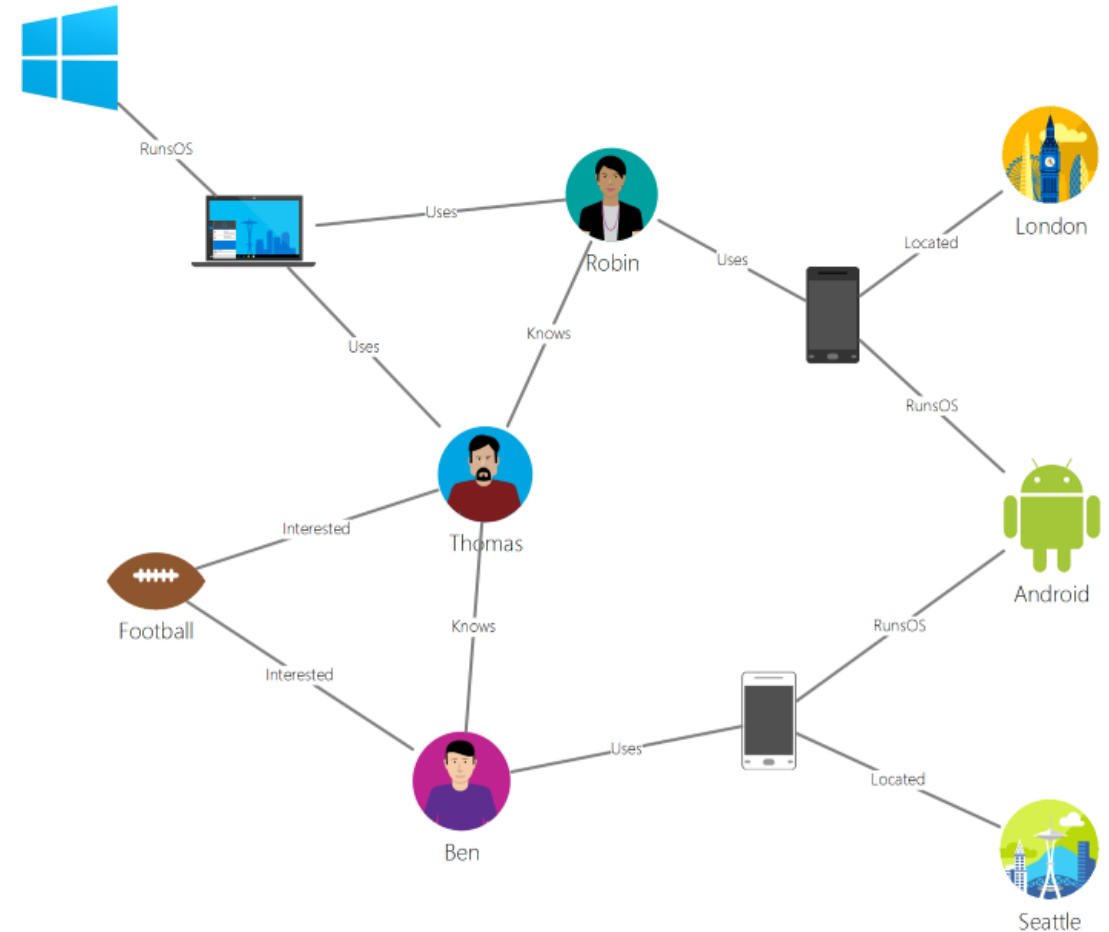 RunsOS
Uses
Robin
London
Located
Uses
Knows
Uses
RunsOS
Thomas
Interested
Android
Football
Knows
RunsOS
Interested
Uses
Located
Ben
Seattle